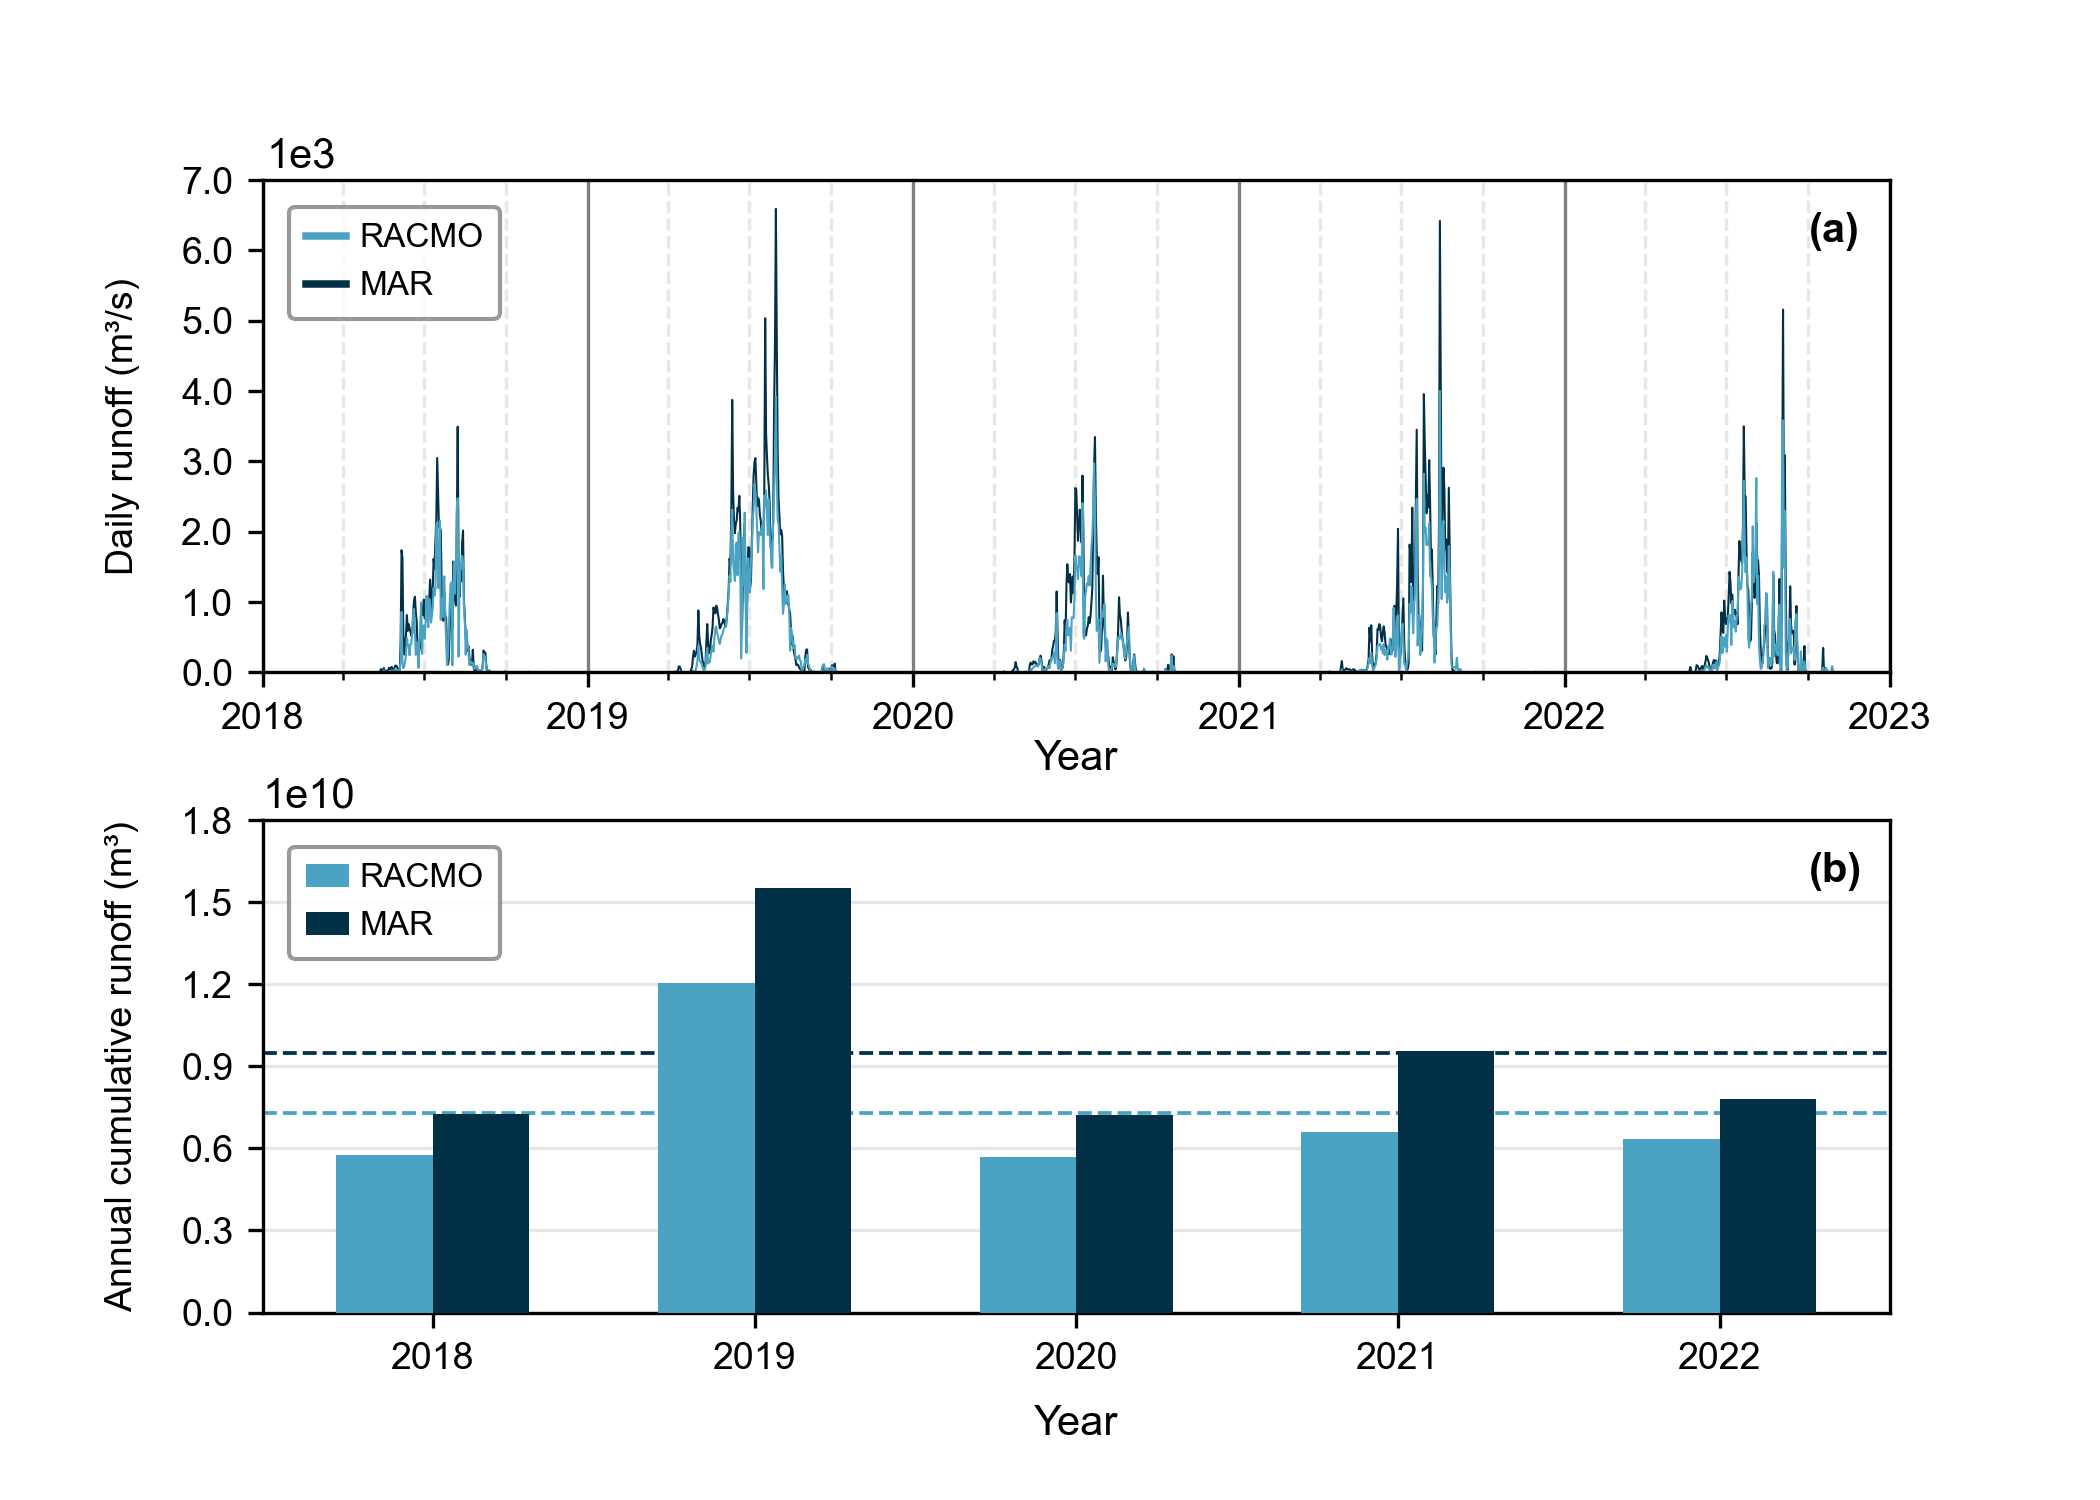 1e3
7.0
6.0
5.0
4.0
3.0
2.0
1.0
0.0
Daily runoff (m³/s)
RACMO
MAR
(a)
2018 2019 2020 2021 2022 2023
Year
1e10
1.8
1.5
1.2
0.9
0.6
0.3
0.0
Annual cumulative runoff (m³)
RACMO
MAR
(b)
2018 2019 2020 2021 2022
Year